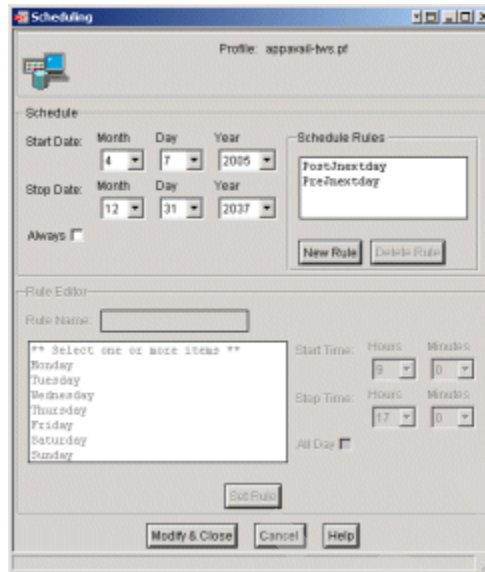 Scheduling
Profile: appavail-tws.pf
Schedule
Start Date: Month Day Year
4 7 2005
Stop Date: Month Day Year
12 31 2037
Always
Schedule Rules
PostJnextday
PreJnextday
New Rule Delete Rule
Rule Editor
Rule Name:
** Select one or more items **
Monday
Tuesday
Wednesday
Thursday
Friday
Saturday
Sunday
Start Time: Hours Minutes
9 0
Stop Time: Hours Minutes
17 0
All Day
Set Rule
Modify & Close Cancel Help